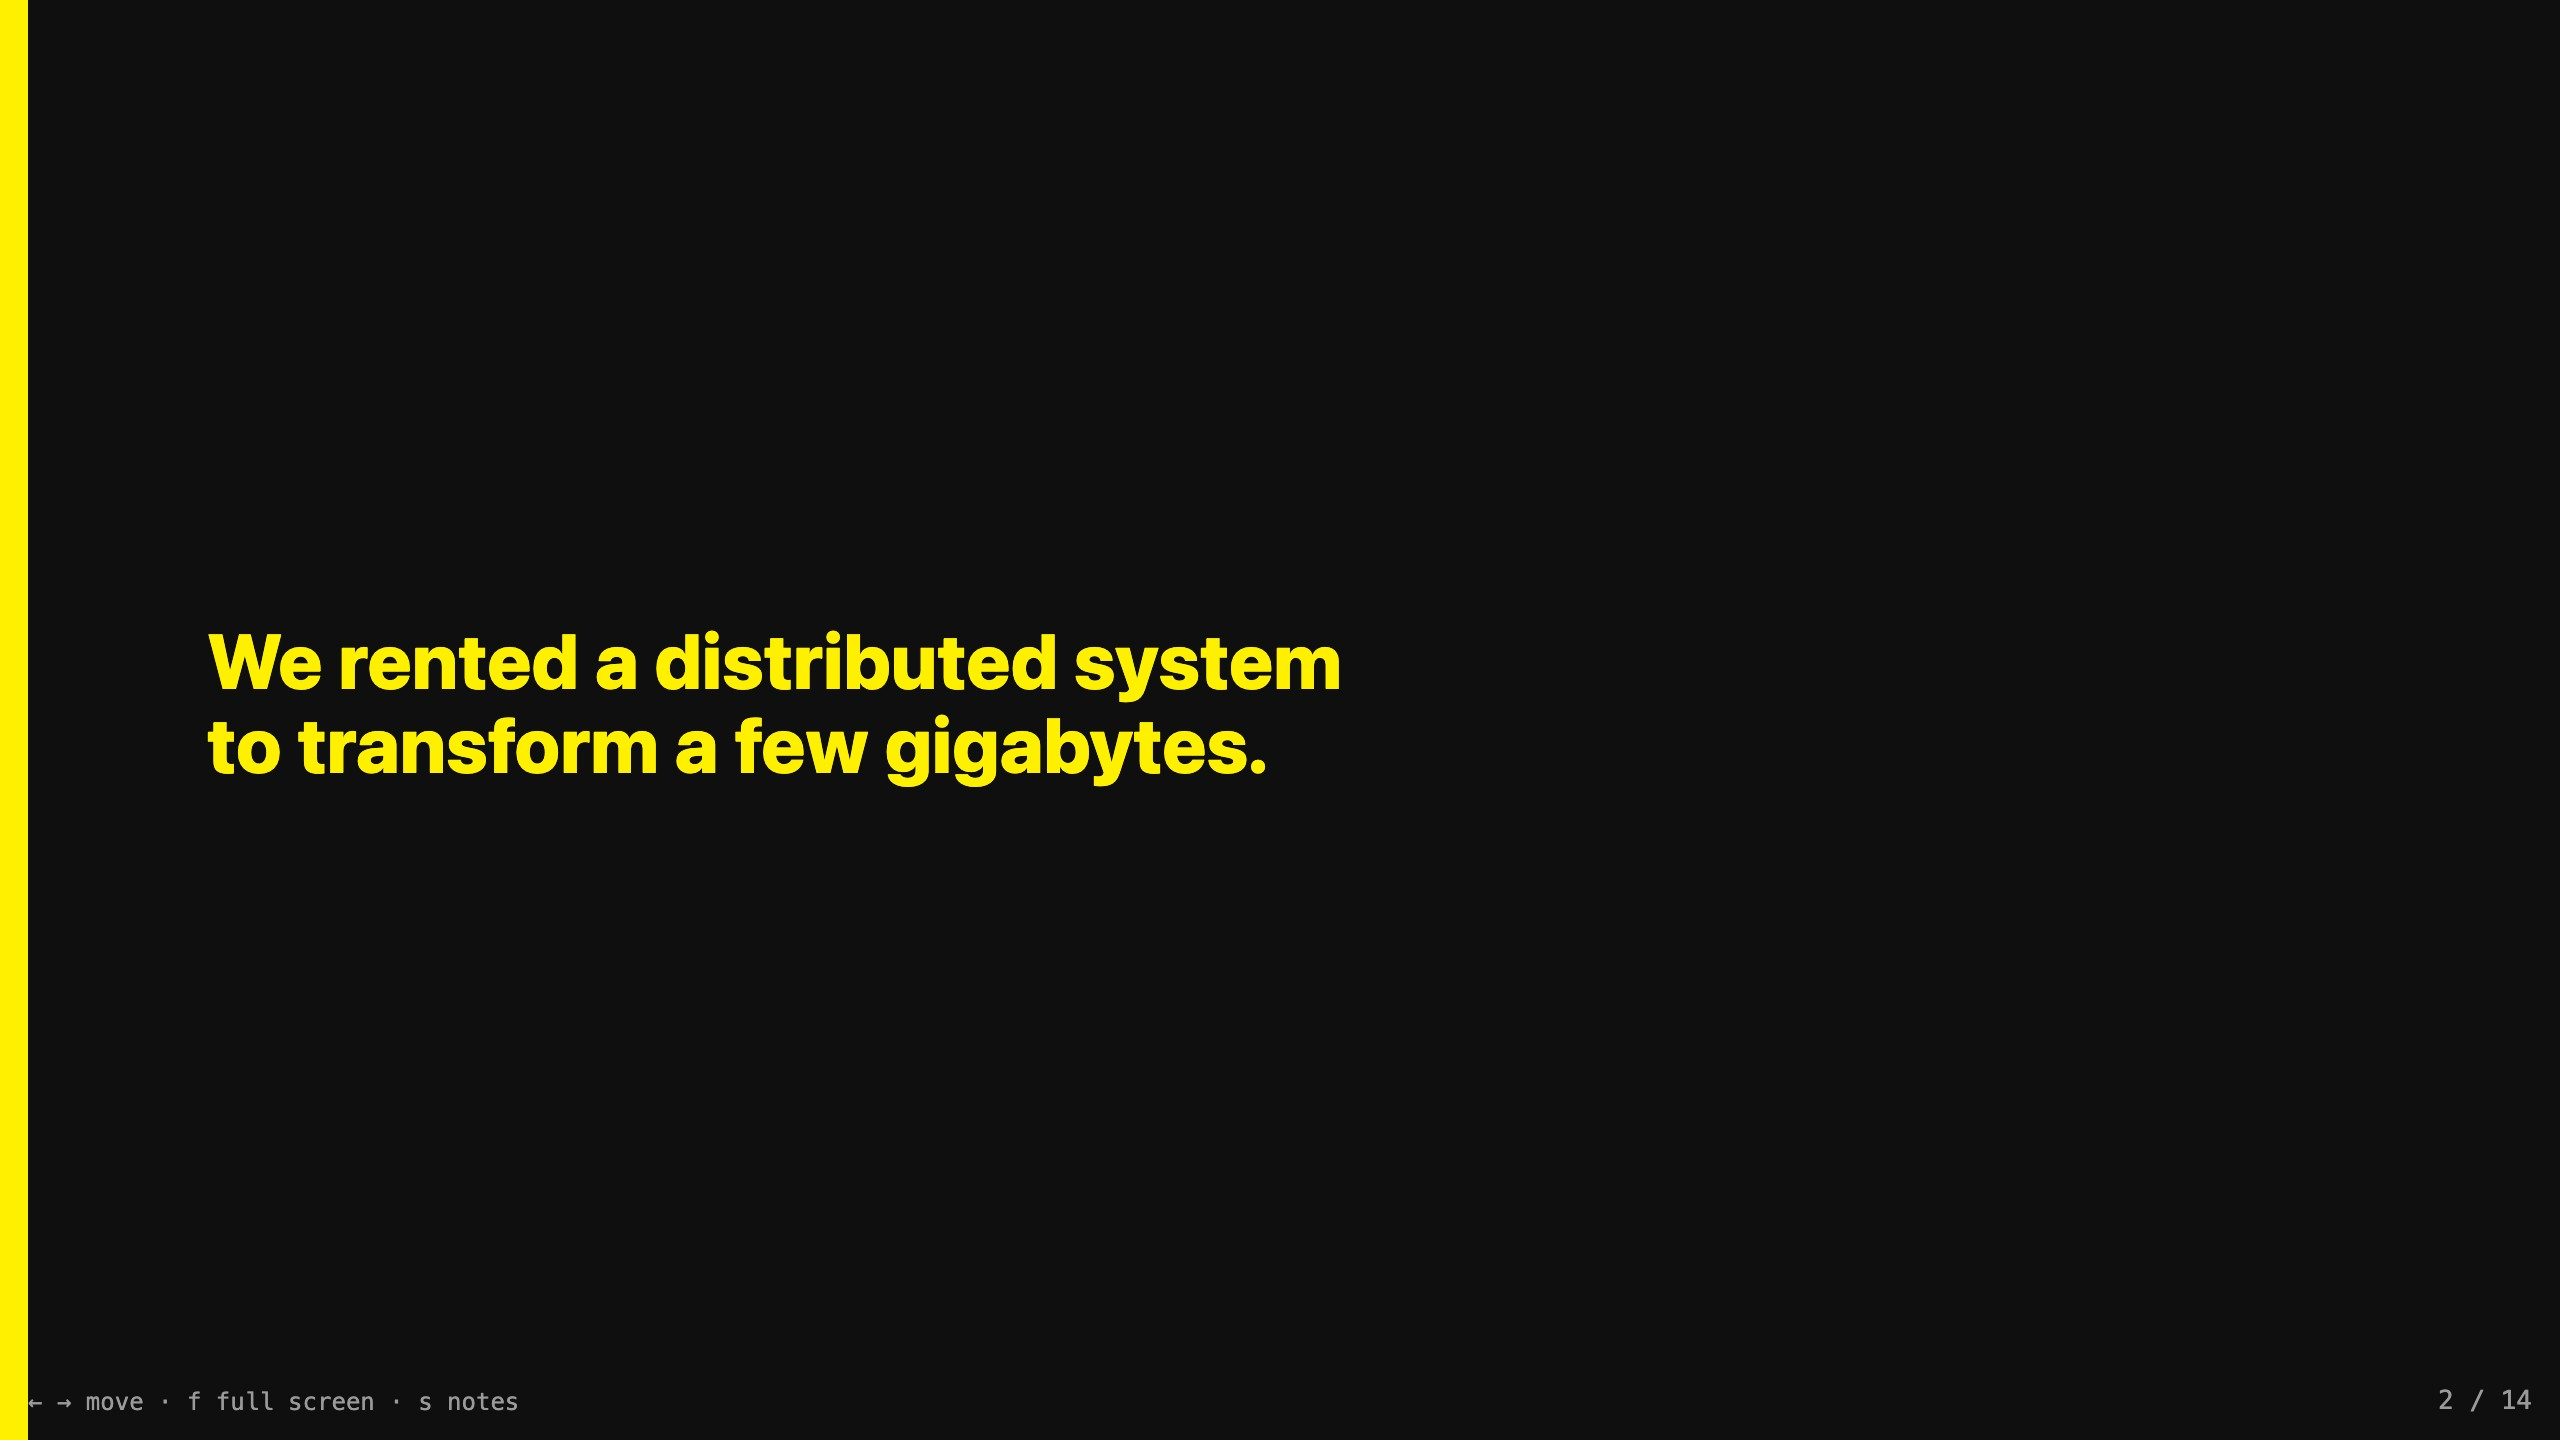 We rented a distributed system
to transform a few gigabytes.
← → move · f full screen · s notes
2 / 14